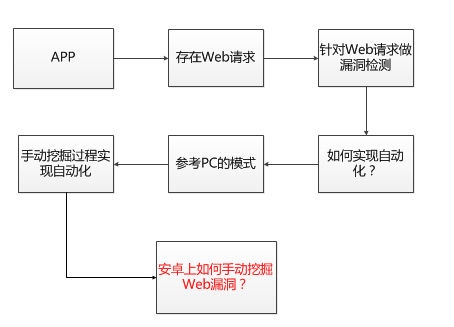 APP
存在Web请求
针对Web请求做
漏洞检测
如何实现自动
化？
参考PC的模式
手动挖掘过程实
现自动化
安卓上如何手动挖掘
Web漏洞？